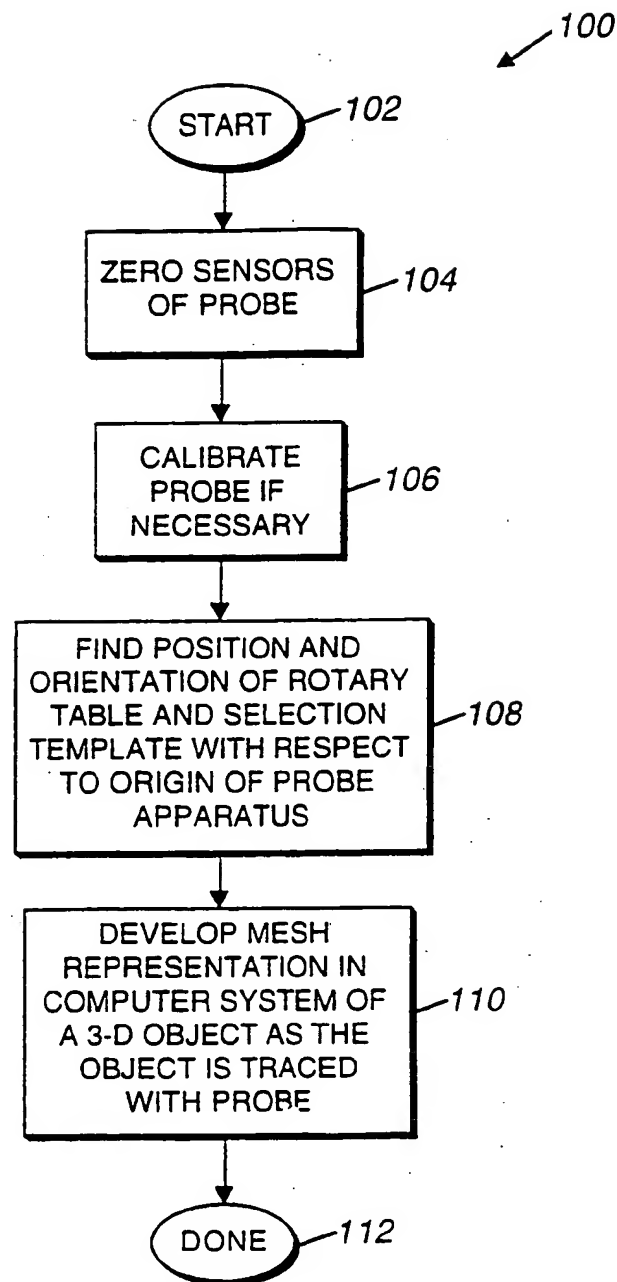 100
START
102
ZERO SENSORS
OF PROBE
104
CALIBRATE
PROBE IF
NECESSARY
106
FIND POSITION AND
ORIENTATION OF ROTARY
TABLE AND SELECTION
TEMPLATE WITH RESPECT
TO ORIGIN OF PROBE
APPARATUS
108
DEVELOP MESH
REPRESENTATION IN
COMPUTER SYSTEM OF
A 3-D OBJECT AS THE
OBJECT IS TRACED
WITH PROBE
110
DONE
112